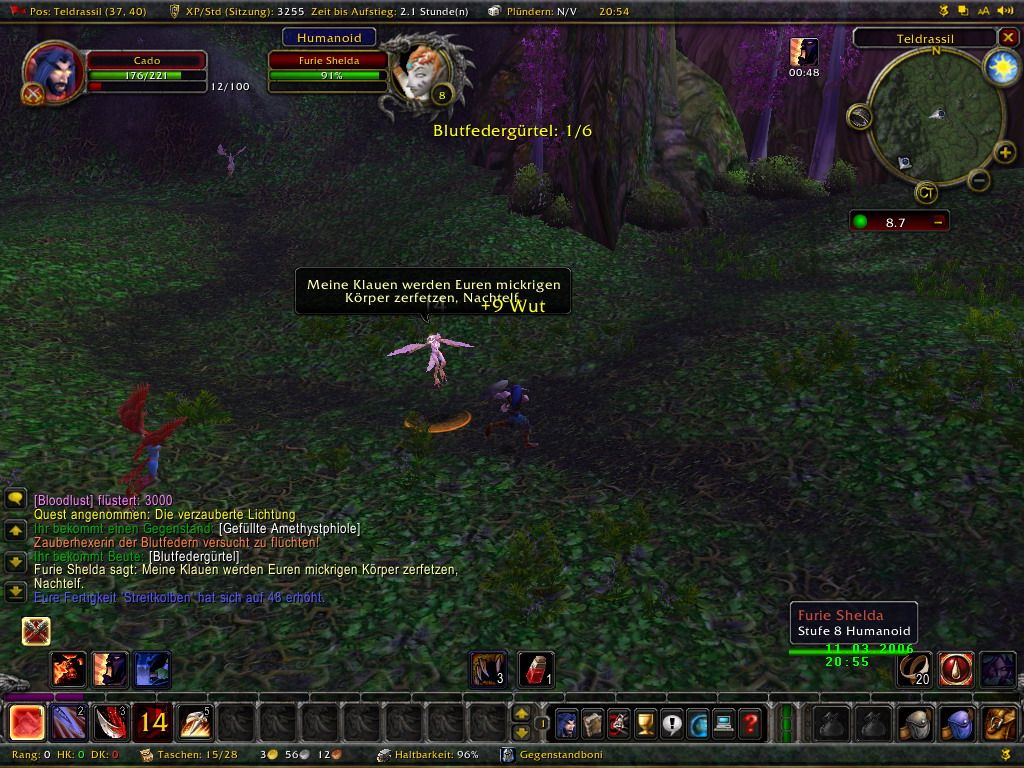 Pos: Teldrassil (37, 40) XP/Std (Sitzung): 3255 Zeit bis Aufstieg: 2.1 Stunde(n) Plündern: N/V 20:54
Humanoid
Teldrassil
N
Cado
176/221
12/100
Furie Shelda
91%
8
00:48
Blutfedergürtel: 1/6
CT
8.7
Meine Klauen werden Euren mickrigen
Körper zerfetzen, Nachtelf.
+9 Wut
[Bloodlust] flüstert: 3000
Quest angenommen: Die verzauberte Lichtung
Ihr bekommt einen Gegenstand: [Gefüllte Amethystphiole]
Zauberhexerin der Blutfedern versucht zu flüchten!
Ihr bekommt Beute: [Blutfedergürtel]
Furie Shelda sagt: Meine Klauen werden Euren mickrigen Körper zerfetzen,
Nachtelf.
Eure Fertigkeit 'Streitkolben' hat sich auf 48 erhöht.
Furie Shelda
Stufe 8 Humanoid
11.03.2006
20:55
3
1
20
2
3
14
5
1
Rang: 0 HK: 0 DK: 0 Taschen: 15/28 3 56 12 Haltbarkeit: 96% Gegenstandboni